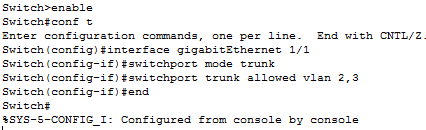 Switch>enable
Switch#conf t
Enter configuration commands, one per line.  End with CNTL/Z.
Switch(config)#interface gigabitEthernet 1/1
Switch(config-if)#switchport mode trunk
Switch(config-if)#switchport trunk allowed vlan 2,3
Switch(config-if)#end
Switch#
%SYS-5-CONFIG_I: Configured from console by console